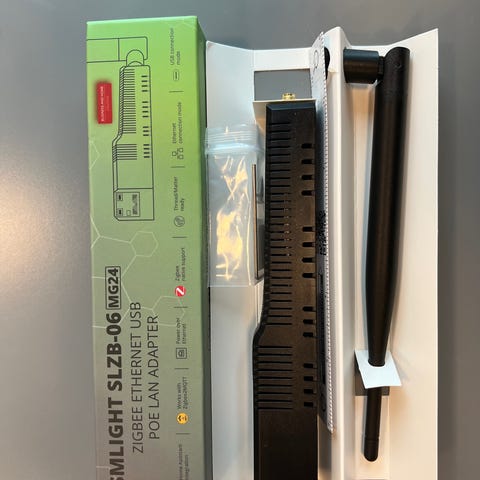 SMLIGHT SLZB-06 MG24
ZIGBEE ETHERNET USB
POE LAN ADAPTER
Works with
Zigbee2MQTT
Power over
Ethernet
Zigbee
native support
Thread/Matter
ready
Ethernet
connection mode
USB connection
mode